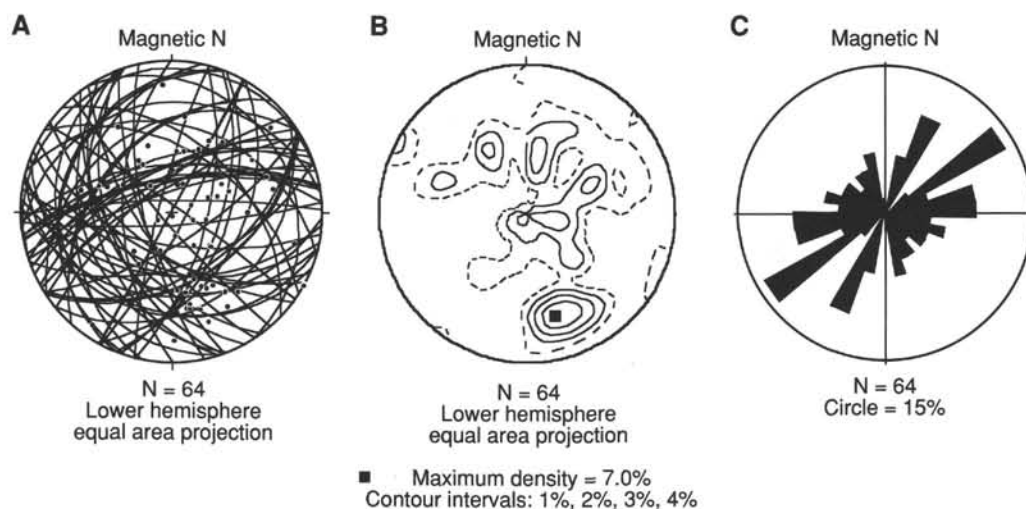 A
Magnetic N
N = 64
Lower hemisphere
equal area projection
B
Magnetic N
N = 64
Lower hemisphere
equal area projection
■ Maximum density = 7.0%
Contour intervals: 1%, 2%, 3%, 4%
C
Magnetic N
N = 64
Circle = 15%